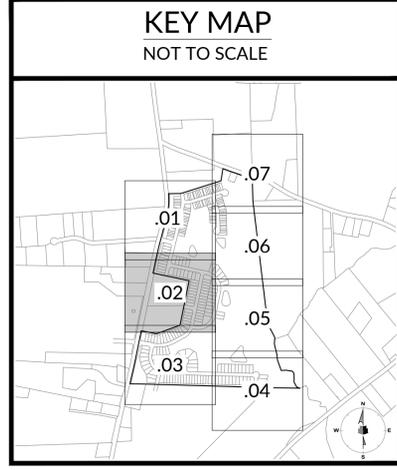 KEY MAP
NOT TO SCALE
.07
.01
.06
.02
.05
.03
.04
N
W E
S